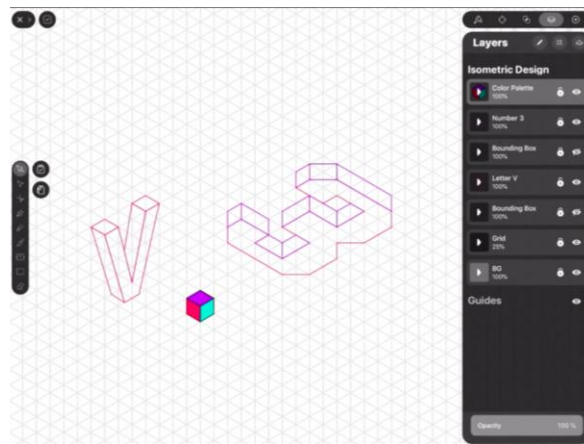 Layers
Isometric Design
Color Palette
100%
Number 3
100%
Bounding Box
100%
Letter V
100%
Bounding Box
100%
Grid
25%
BG
100%
Guides
Opacity 100 %